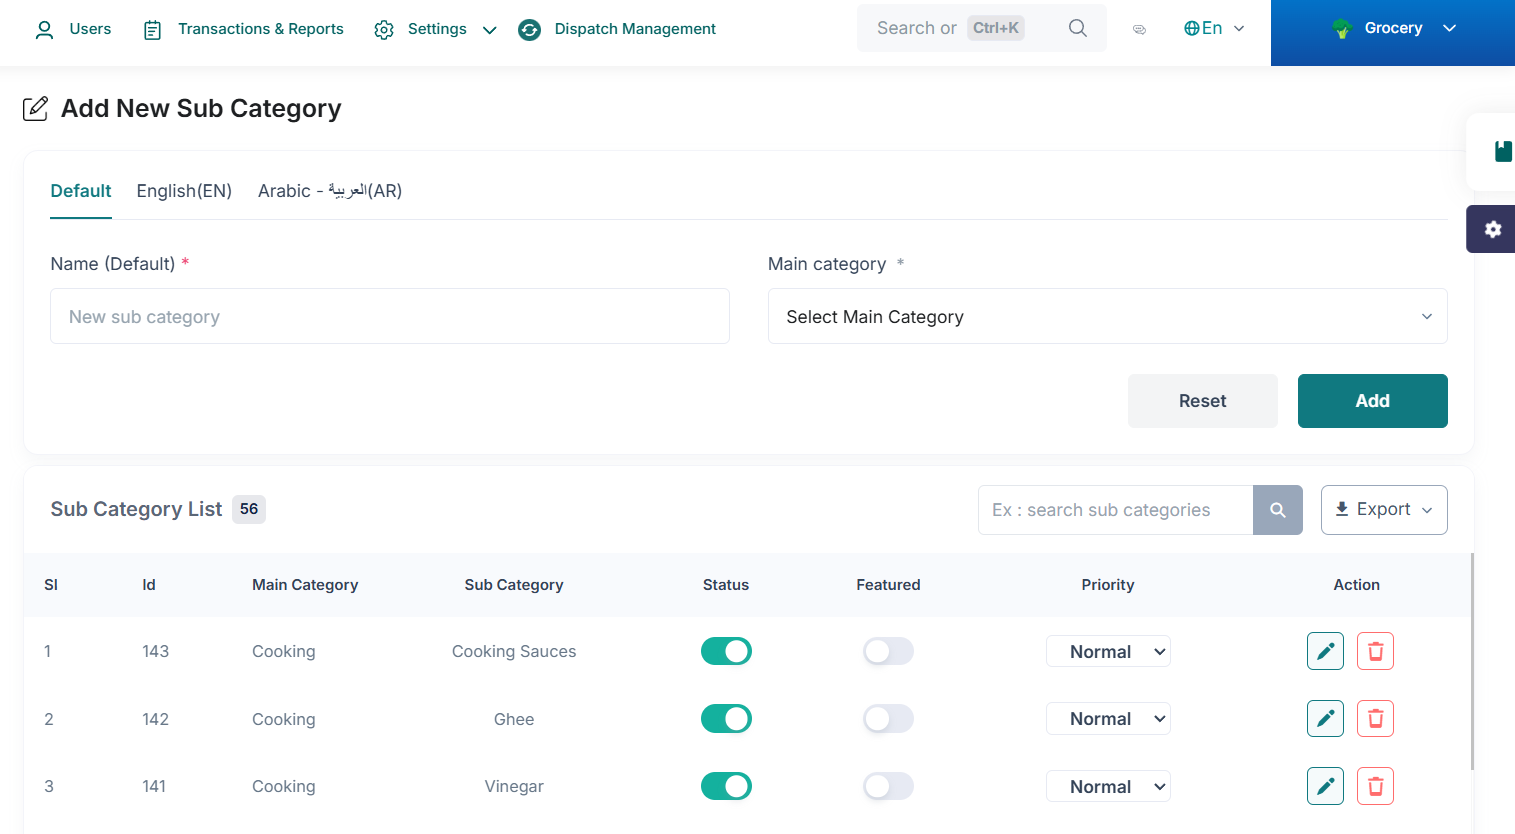 Users Transactions & Reports Settings Dispatch Management Search or Ctrl+K En Grocery
Add New Sub Category
Default English(EN) Arabic - العربية(AR)
Name (Default) * Main category *
New sub category Select Main Category
Reset Add
Sub Category List 56 Ex : search sub categories Export
Sl Id Main Category Sub Category Status Featured Priority Action
1 143 Cooking Cooking Sauces Normal
2 142 Cooking Ghee Normal
3 141 Cooking Vinegar Normal